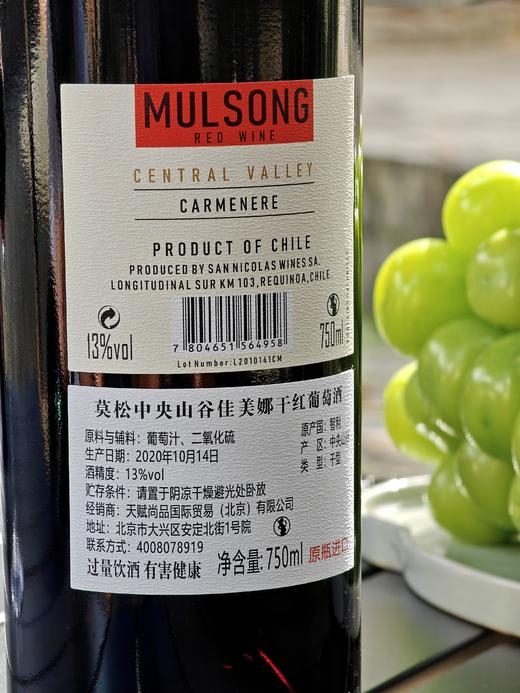 MULSONG
RED WINE
CENTRAL VALLEY
CARMENERE
PRODUCT OF CHILE
PRODUCED BY SAN NICOLAS WINES SA.
LONGITUDINAL SUR KM 103, REQUINOA, CHILE
13%vol
7 804651 564958
750ml
Lot Number:L2010141CM
莫松中央山谷佳美娜干红葡萄酒
原料与辅料：葡萄汁、二氧化硫
生产日期：2020年10月14日
酒精度：13%vol
贮存条件：请置于阴凉干燥避光处卧放
经销商：天赋尚品国际贸易（北京）有限公司
地址：北京市大兴区安定北街1号院
联系方式：4008078919
过量饮酒 有害健康
原产国：智利
产 区：中央山
类 型：干型
净含量:750ml
原瓶进口